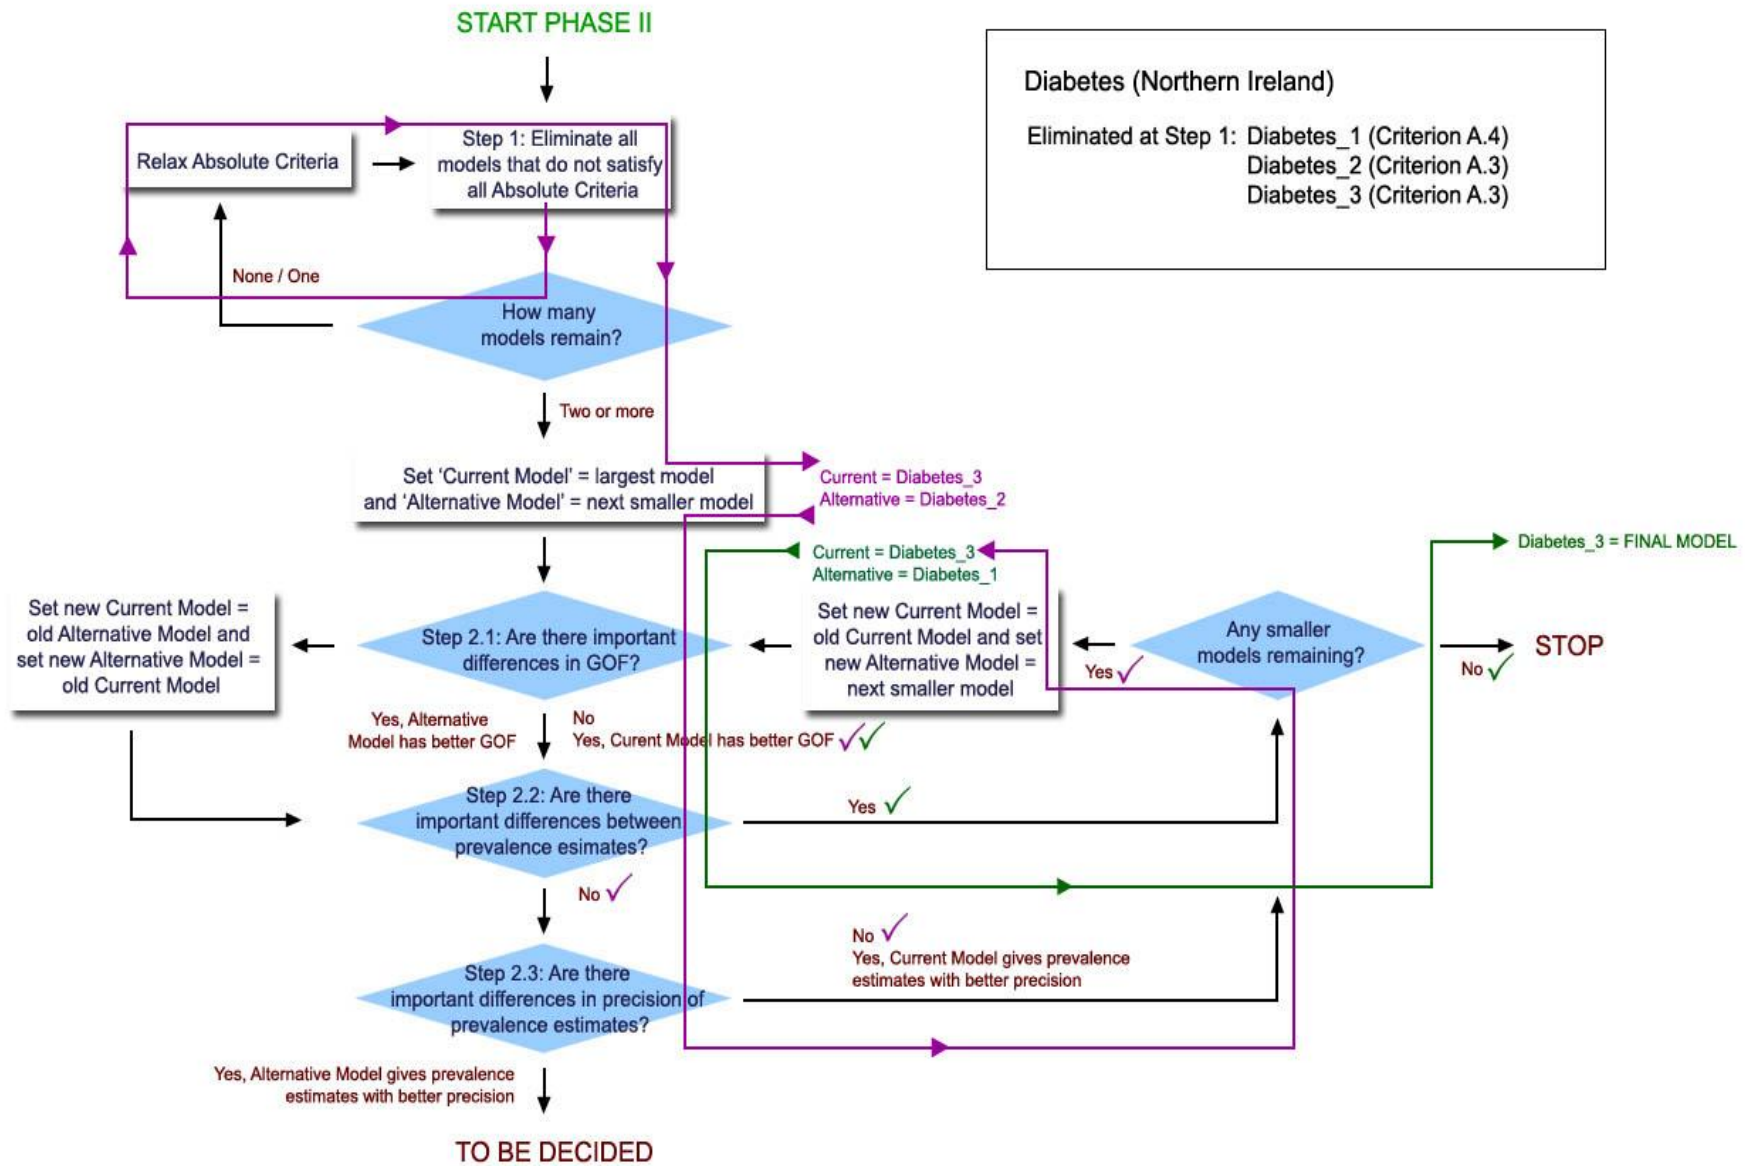 START PHASE II
Diabetes (Northern Ireland)
Eliminated at Step 1: Diabetes_1 (Criterion A.4)
Diabetes_2 (Criterion A.3)
Diabetes_3 (Criterion A.3)
Relax Absolute Criteria
Step 1: Eliminate all
models that do not satisfy
all Absolute Criteria
None / One
How many
models remain?
Two or more
Set ‘Current Model’ = largest model
and ‘Alternative Model’ = next smaller model
Current = Diabetes_3
Alternative = Diabetes_2
Current = Diabetes_3
Alternative = Diabetes_1
Diabetes_3 = FINAL MODEL
Set new Current Model =
old Alternative Model and
set new Alternative Model =
old Current Model
Step 2.1: Are there important
differences in GOF?
Set new Current Model =
old Current Model and set
new Alternative Model =
next smaller model
Any smaller
models remaining?
Yes
No
STOP
Yes, Alternative
Model has better GOF
No
Yes, Curent Model has better GOF
Step 2.2: Are there
important differences between
prevalence esimates?
Yes
No
Step 2.3: Are there
important differences in precision of
prevalence estimates?
No
Yes, Current Model gives prevalence
estimates with better precision
Yes, Alternative Model gives prevalence
estimates with better precision
TO BE DECIDED